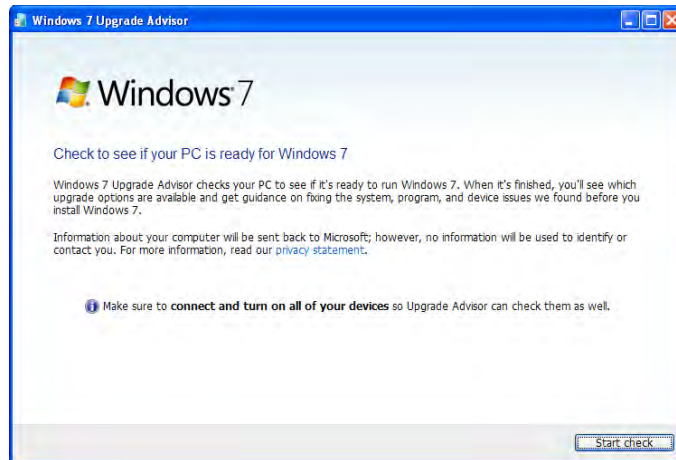 Windows 7 Upgrade Advisor
Windows 7
Check to see if your PC is ready for Windows 7
Windows 7 Upgrade Advisor checks your PC to see if it's ready to run Windows 7. When it's finished, you'll see which
upgrade options are available and get guidance on fixing the system, program, and device issues we found before you
install Windows 7.
Information about your computer will be sent back to Microsoft; however, no information will be used to identify or
contact you. For more information, read our privacy statement.
Make sure to connect and turn on all of your devices so Upgrade Advisor can check them as well.
Start check